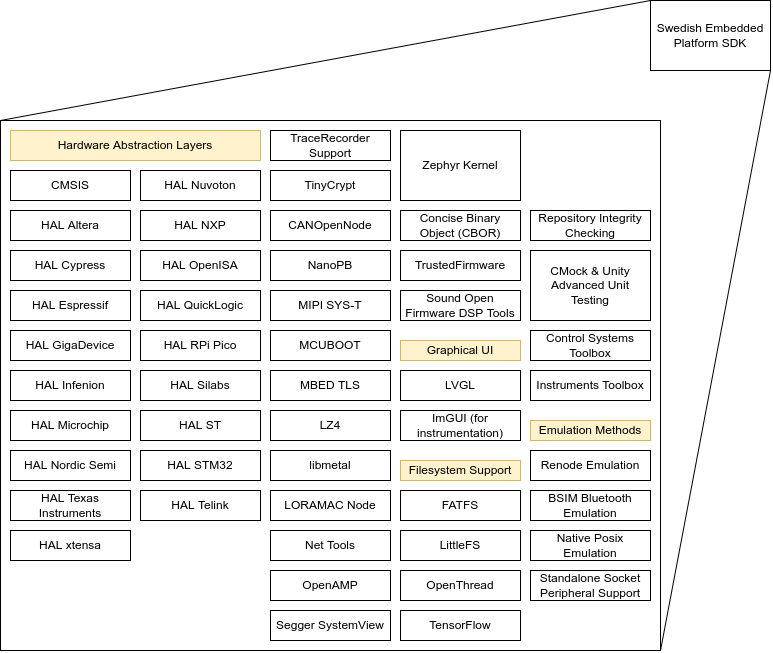 Swedish Embedded
Platform SDK
Hardware Abstraction Layers
CMSIS
HAL Altera
HAL Cypress
HAL Espressif
HAL GigaDevice
HAL Infenion
HAL Microchip
HAL Nordic Semi
HAL Texas
Instruments
HAL xtensa
HAL Nuvoton
HAL NXP
HAL OpenISA
HAL QuickLogic
HAL RPi Pico
HAL Silabs
HAL ST
HAL STM32
HAL Telink
TraceRecorder
Support
TinyCrypt
CANOpenNode
NanoPB
MIPI SYS-T
MCUBOOT
MBED TLS
LZ4
libmetal
LORAMAC Node
Net Tools
OpenAMP
Segger SystemView
Zephyr Kernel
Concise Binary
Object (CBOR)
TrustedFirmware
Sound Open
Firmware DSP Tools
Graphical UI
LVGL
ImGUI (for
instrumentation)
Filesystem Support
FATFS
LittleFS
OpenThread
TensorFlow
Repository Integrity
Checking
CMock & Unity
Advanced Unit
Testing
Control Systems
Toolbox
Instruments Toolbox
Emulation Methods
Renode Emulation
BSIM Bluetooth
Emulation
Native Posix
Emulation
Standalone Socket
Peripheral Support